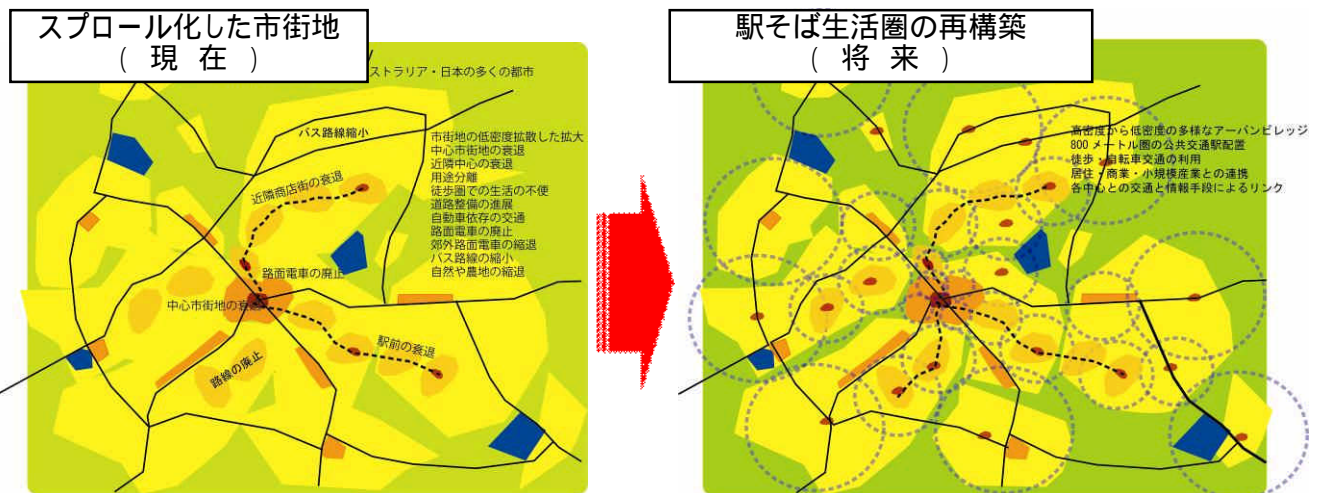 スプロール化した市街地
( 現 在 )
ストラリア・日本の多くの都市
バス路線縮小
市街地の低密度拡散した拡大
中心市街地の衰退
近隣中心の衰退
用途分離
徒歩圏での生活の不便
道路整備の進展
自動車依存の交通
路面電車の廃止
郊外路面電車の縮退
バス路線の縮小
自然や農地の縮退
近隣商店街の衰退
路面電車の廃止
中心市街地の衰退
駅前の衰退
路線の廃止
駅そば生活圏の再構築
( 将 来 )
高密度から低密度の多様なアーバンビレッジ
800 メートル圏の公共交通駅配置
徒歩・自転車交通の利用
居住・商業・小規模産業との連携
各中心との交通と情報手段によるリンク